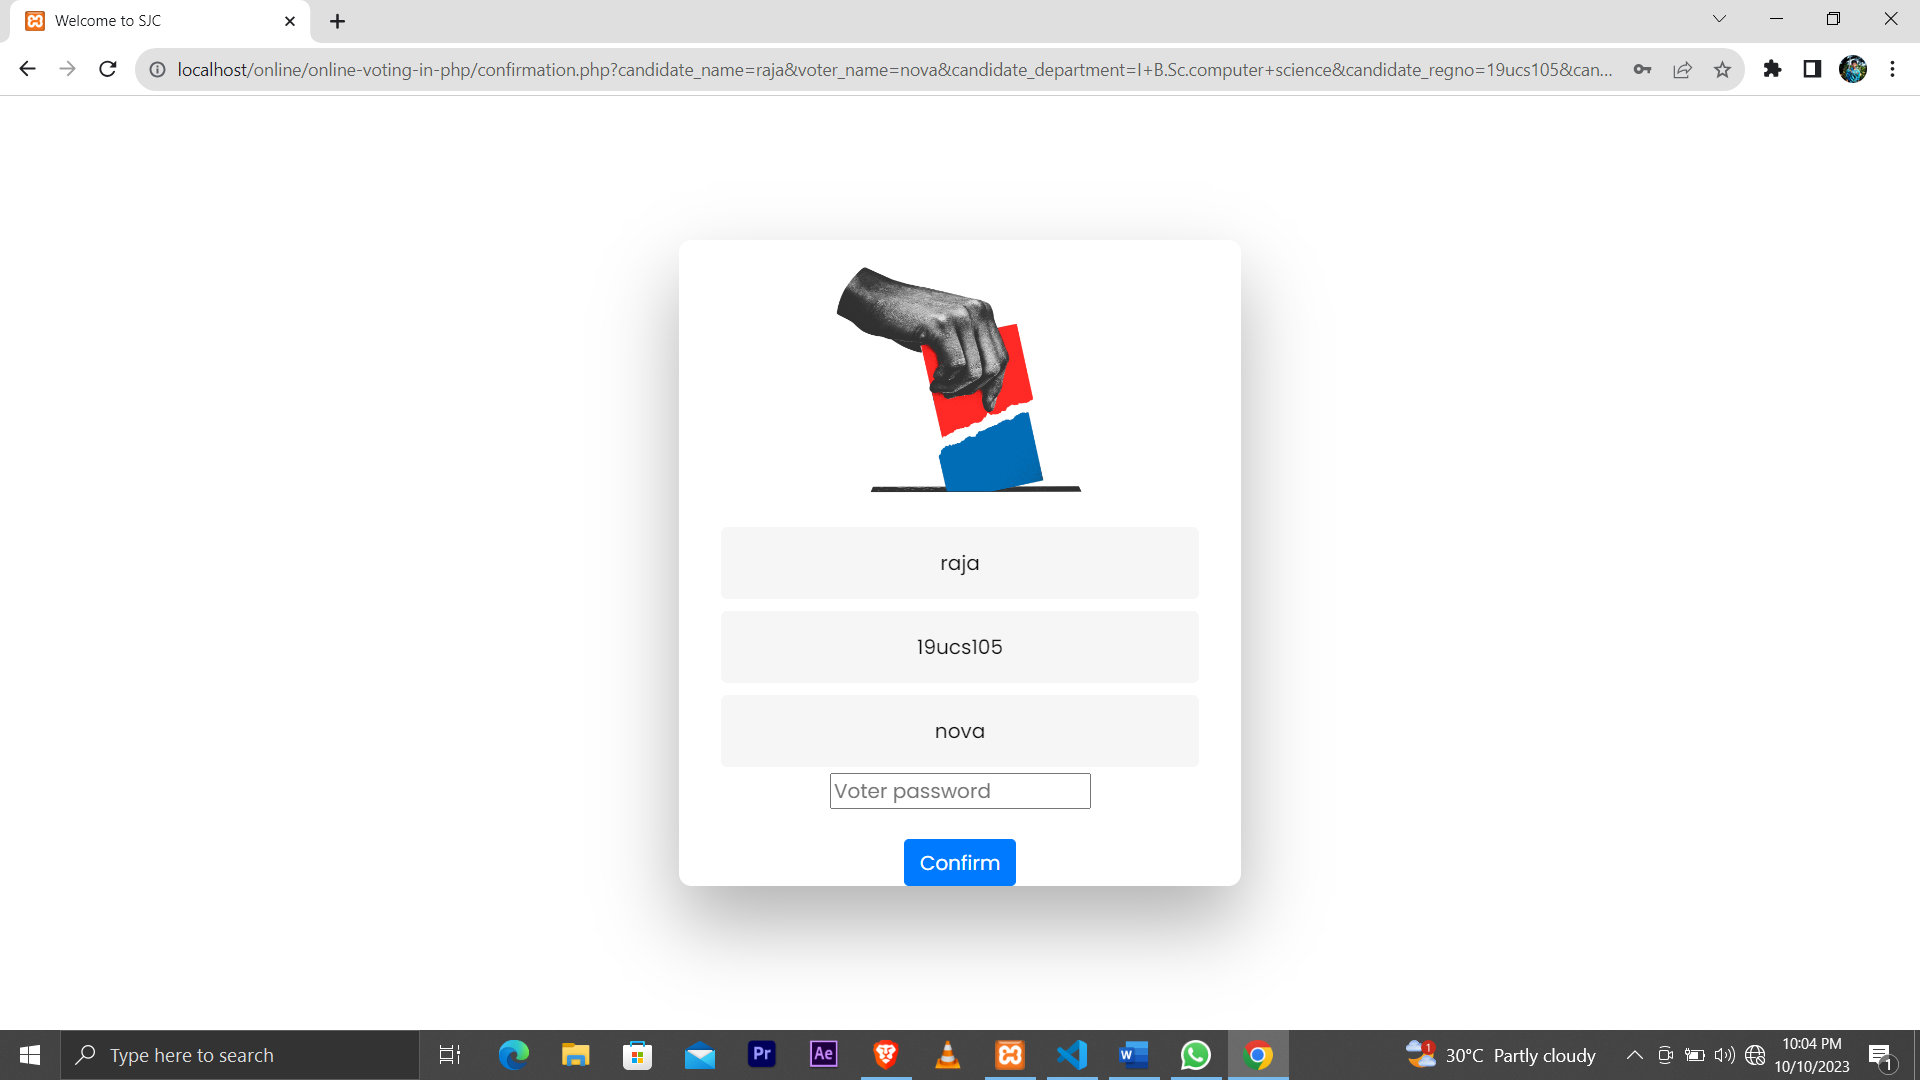 Welcome to SJC
localhost/online/online-voting-in-php/confirmation.php?candidate_name=raja&voter_name=nova&candidate_department=I+B.Sc.computer+science&candidate_regno=19ucs105&can...
raja
19ucs105
nova
Voter password
Confirm
Type here to search
Pr
Ae
W
1
30°C Partly cloudy
10:04 PM
10/10/2023
1